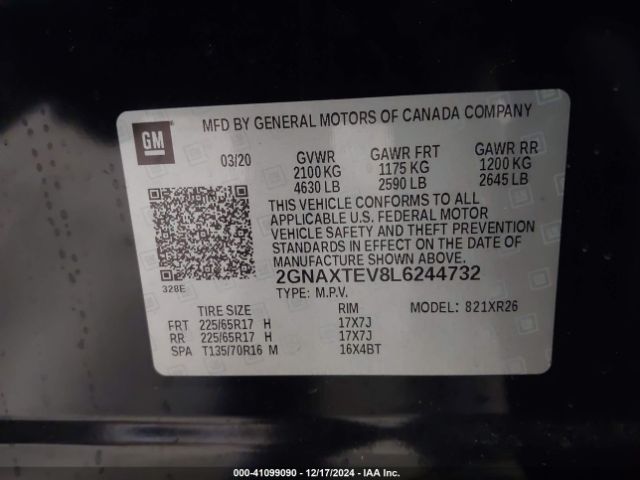 GM
MFD BY GENERAL MOTORS OF CANADA COMPANY
03/20 GVWR GAWR FRT GAWR RR
2100 KG 1175 KG 1200 KG
4630 LB 2590 LB 2645 LB
THIS VEHICLE CONFORMS TO ALL
APPLICABLE U.S. FEDERAL MOTOR
VEHICLE SAFETY AND THEFT PREVENTION
STANDARDS IN EFFECT ON THE DATE OF
MANUFACTURE SHOWN ABOVE.
2GNAXTEV8L6244732
328E
TYPE: M.P.V. MODEL: 821XR26
TIRE SIZE RIM
FRT 225/65R17 H 17X7J
RR 225/65R17 H 17X7J
SPA T135/70R16 M 16X4BT
000-41099090 - 12/17/2024 - IAA Inc.